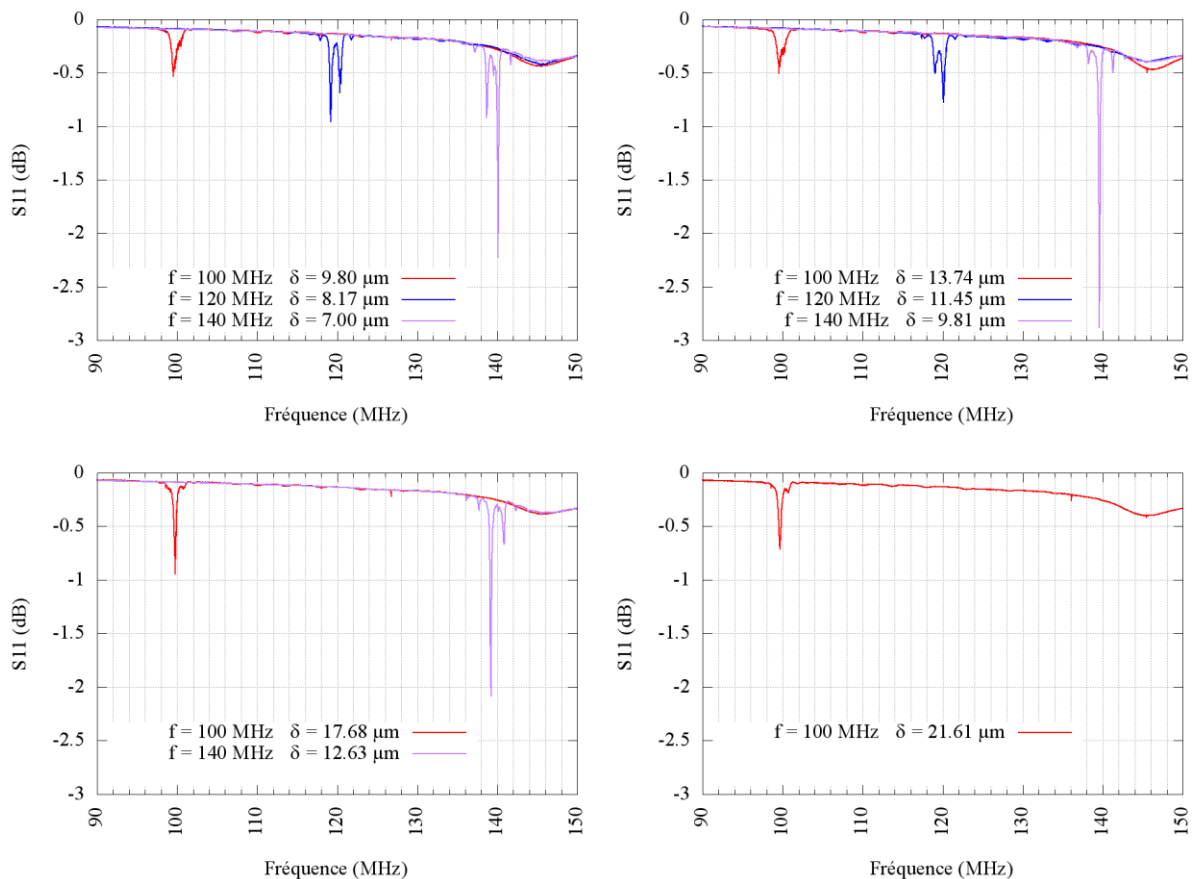 0
-0.5
-1
-1.5
-2
-2.5
-3
S11 (dB)
f = 100 MHz δ = 9.80 μm
f = 120 MHz δ = 8.17 μm
f = 140 MHz δ = 7.00 μm
90 100 110 120 130 140 150
Fréquence (MHz)
0
-0.5
-1
-1.5
-2
-2.5
-3
S11 (dB)
f = 100 MHz δ = 13.74 μm
f = 120 MHz δ = 11.45 μm
f = 140 MHz δ = 9.81 μm
90 100 110 120 130 140 150
Fréquence (MHz)
0
-0.5
-1
-1.5
-2
-2.5
-3
S11 (dB)
f = 100 MHz δ = 17.68 μm
f = 140 MHz δ = 12.63 μm
90 100 110 120 130 140 150
Fréquence (MHz)
0
-0.5
-1
-1.5
-2
-2.5
-3
S11 (dB)
f = 100 MHz δ = 21.61 μm
90 100 110 120 130 140 150
Fréquence (MHz)